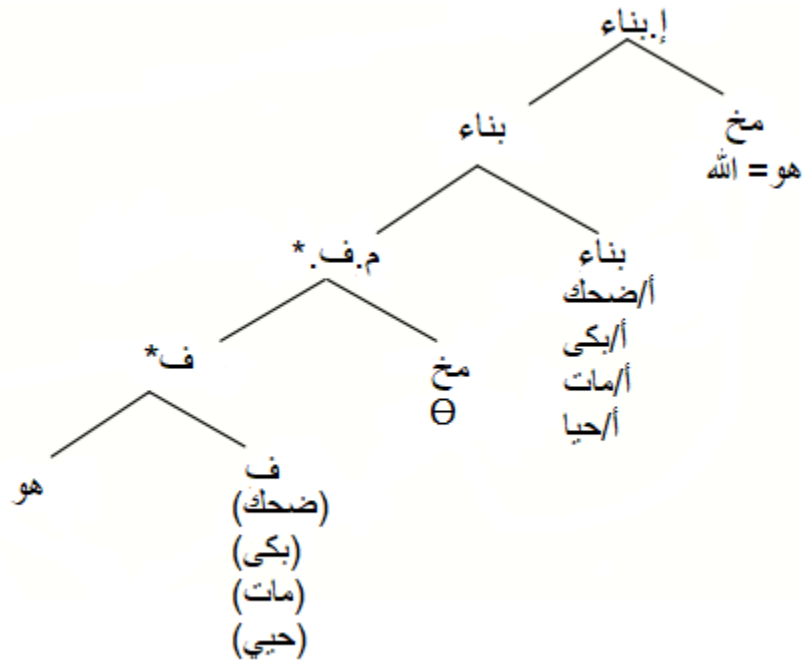 إ.بناء
مخ
هو = الله
بناء
بناء
أ/ضحك
أ/بكى
أ/مات
أ/حيا
م.ف.*
مخ
Ө
ف*
ف
(ضحك)
(بكى)
(مات)
(حيي)
هو